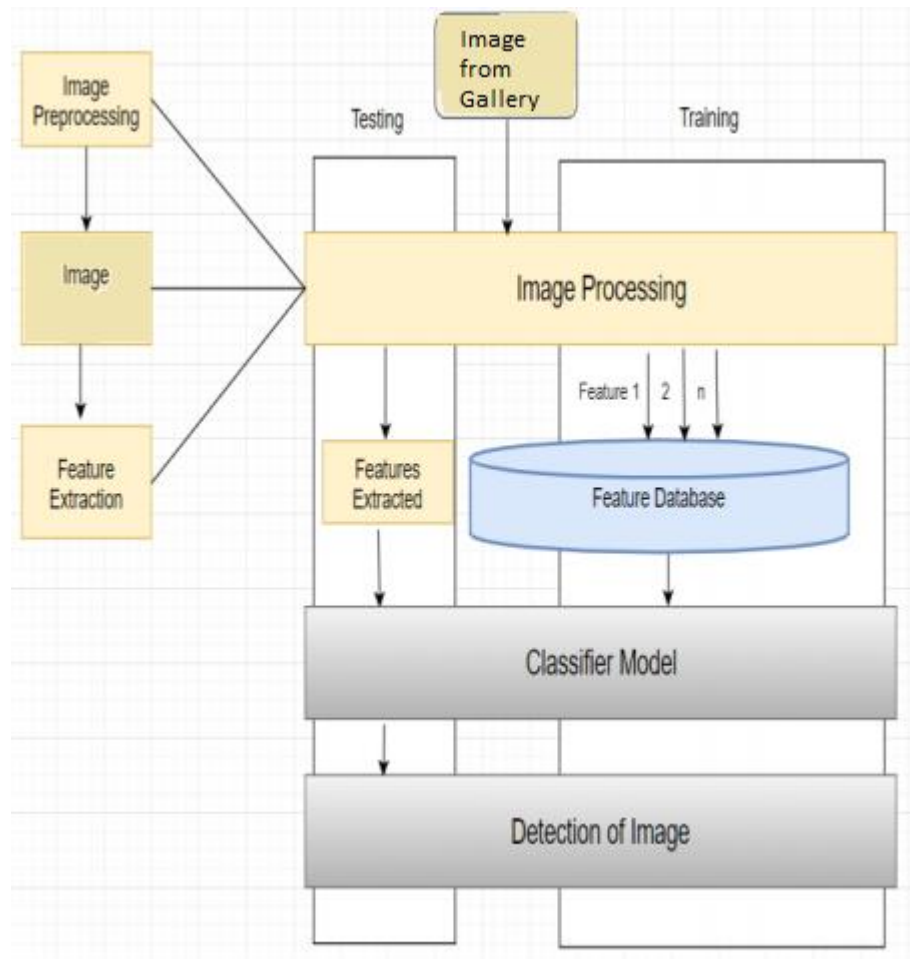 Image
from
Gallery
Image
Preprocessing
Testing
Training
Image
Image Processing
Feature 1 2 n
Feature
Extraction
Features
Extracted
Feature Database
Classifier Model
Detection of Image